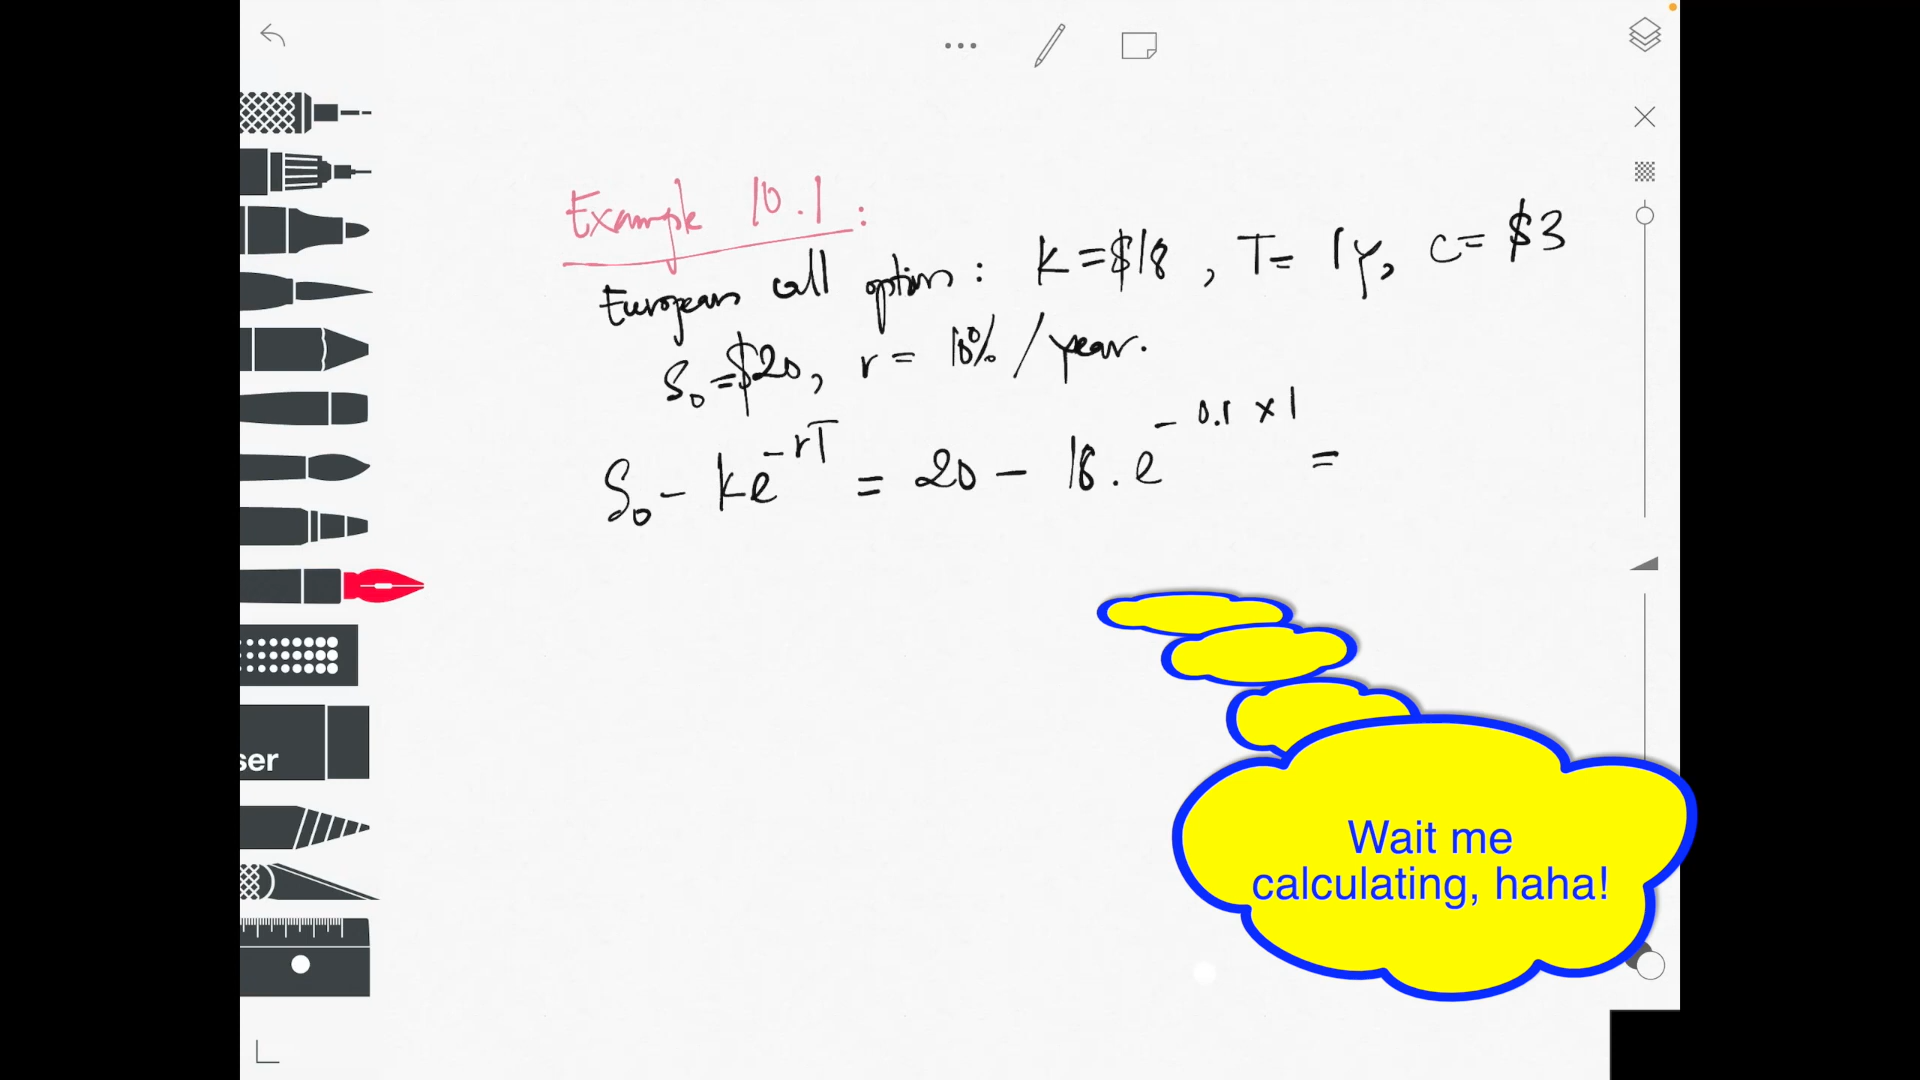 Example 10.1 :
European call option : K = $18 , T = 1y, c = $3
S₀ = $20, r = 10% / year.
S₀ - Ke^-rT = 20 - 18 . e^-0.1 x 1 =
ser
Wait me
calculating, haha!